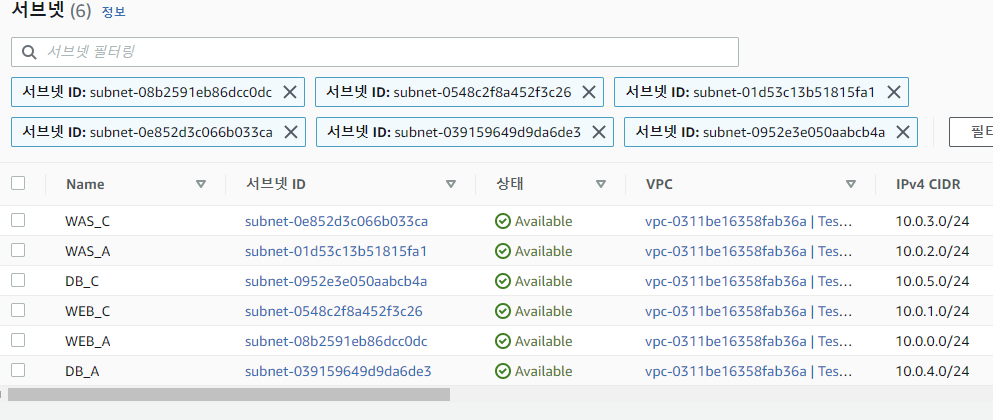 서브넷 (6) 정보
서브넷 필터링
서브넷 ID: subnet-08b2591eb86dcc0dc 서브넷 ID: subnet-0548c2f8a452f3c26 서브넷 ID: subnet-01d53c13b51815fa1
서브넷 ID: subnet-0e852d3c066b033ca 서브넷 ID: subnet-039159649d9da6de3 서브넷 ID: subnet-0952e3e050aabcb4a 필터
Name 서브넷 ID 상태 VPC IPv4 CIDR
WAS_C subnet-0e852d3c066b033ca Available vpc-0311be16358fab36a | Tes... 10.0.3.0/24
WAS_A subnet-01d53c13b51815fa1 Available vpc-0311be16358fab36a | Tes... 10.0.2.0/24
DB_C subnet-0952e3e050aabcb4a Available vpc-0311be16358fab36a | Tes... 10.0.5.0/24
WEB_C subnet-0548c2f8a452f3c26 Available vpc-0311be16358fab36a | Tes... 10.0.1.0/24
WEB_A subnet-08b2591eb86dcc0dc Available vpc-0311be16358fab36a | Tes... 10.0.0.0/24
DB_A subnet-039159649d9da6de3 Available vpc-0311be16358fab36a | Tes... 10.0.4.0/24